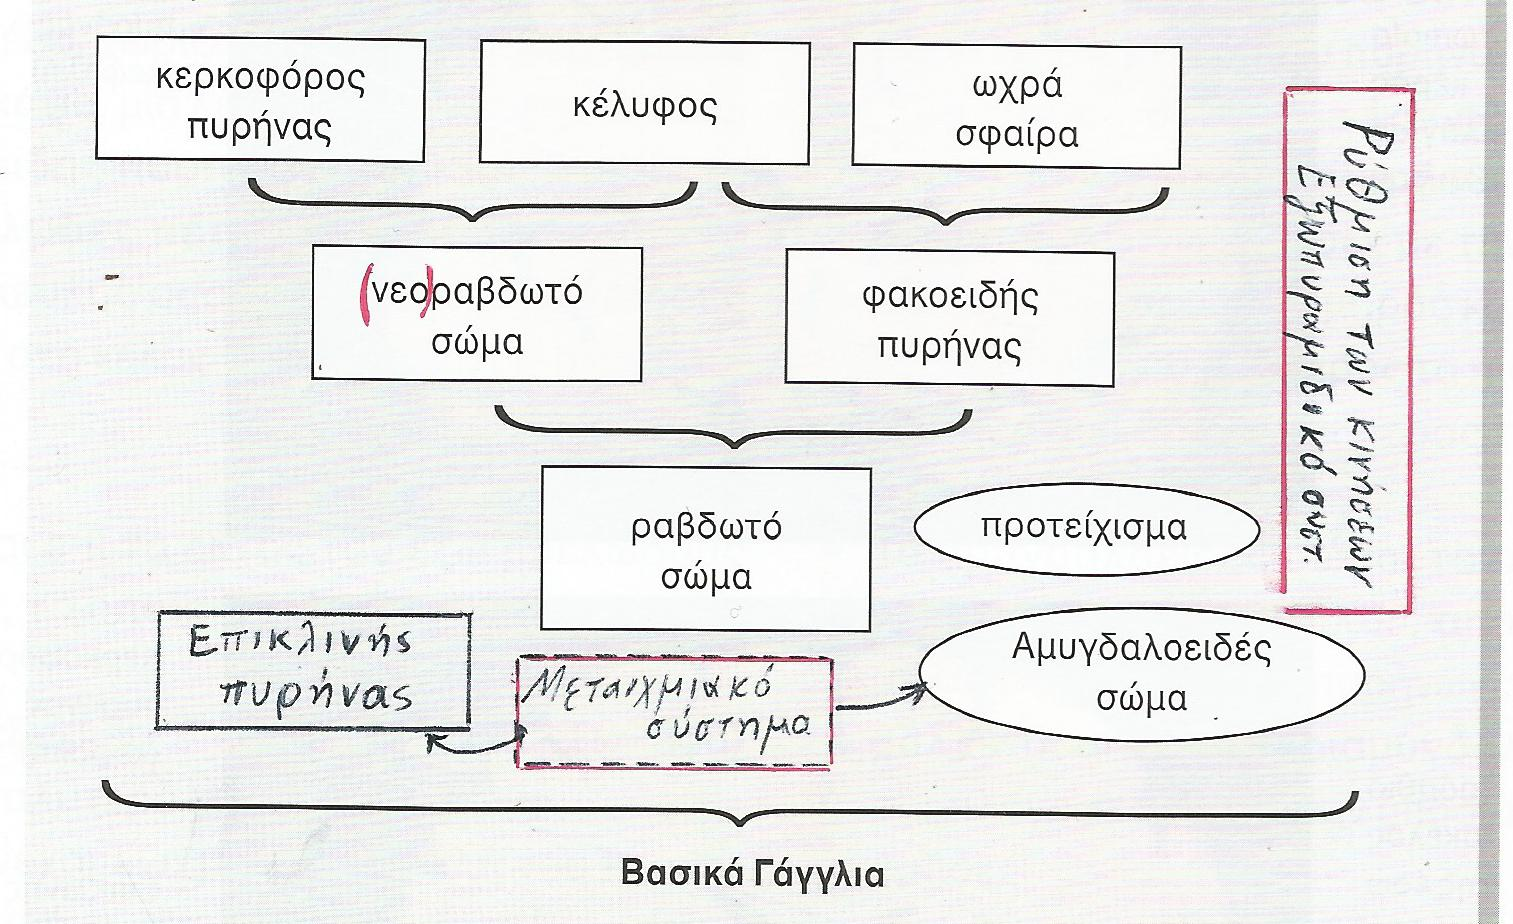 κερκοφόρος
πυρήνας
κέλυφος
ωχρά
σφαίρα
(νεο)ραβδωτό
σώμα
φακοειδής
πυρήνας
ραβδωτό
σώμα
προτείχισμα
Αμυγδαλοειδές
σώμα
Επικλινής
πυρήνας
Μεταιχμιακό
σύστημα
Ρύθμιση των κινήσεων
Εξωπυραμιδικό συστ.
Βασικά Γάγγλια